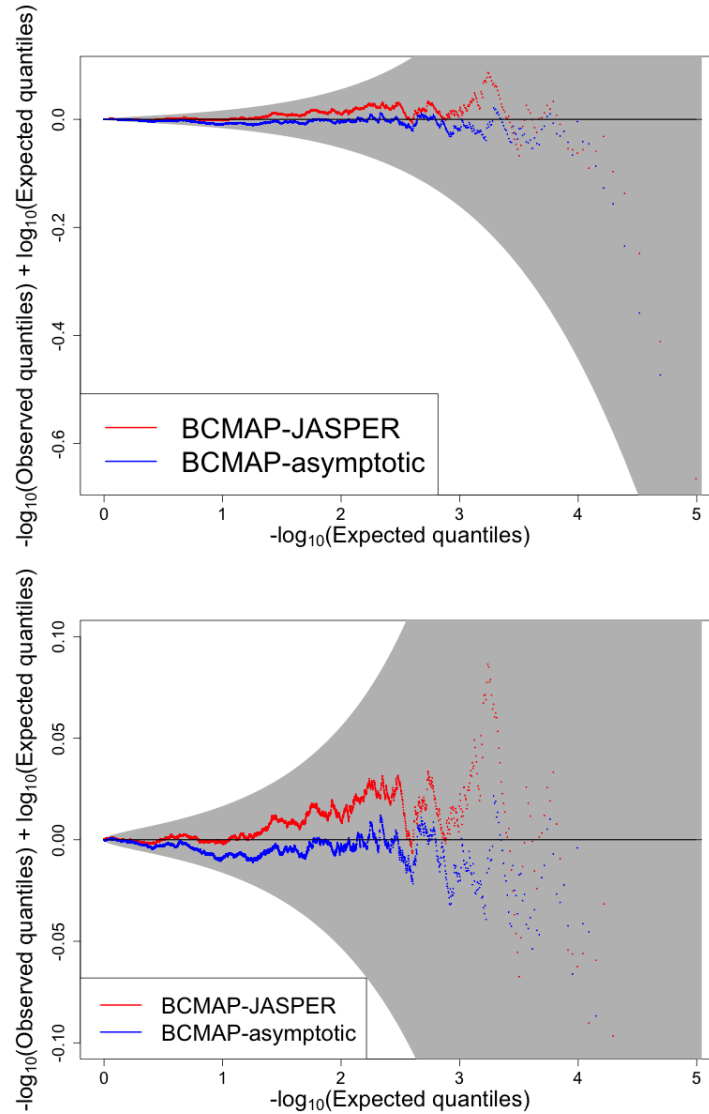 -log10(Observed quantiles) + log10(Expected quantiles)
0.0
-0.2
-0.4
-0.6
BCMAP-JASPER
BCMAP-asymptotic
0 1 2 3 4 5
-log10(Expected quantiles)
-log10(Observed quantiles) + log10(Expected quantiles)
0.10
0.05
0.00
-0.05
-0.10
BCMAP-JASPER
BCMAP-asymptotic
0 1 2 3 4 5
-log10(Expected quantiles)